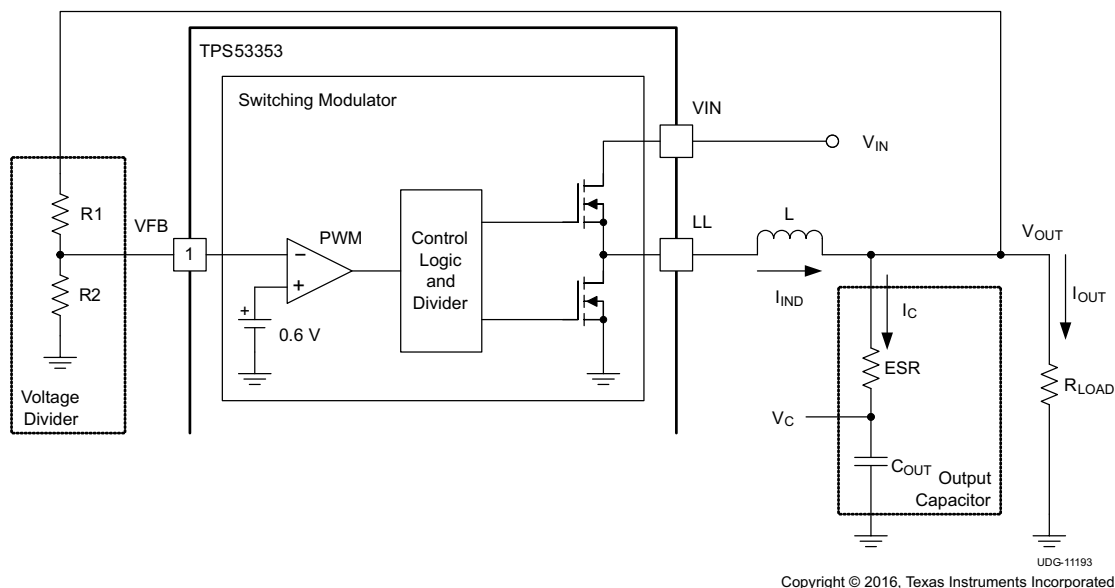 TPS53353
Switching Modulator
VIN
V_IN
R1
VFB
1
R2
Voltage
Divider
PWM
−
+
+
0.6 V
Control
Logic
and
Divider
LL
L
I_IND
V_OUT
I_C
I_OUT
ESR
V_C
C_OUT
Output
Capacitor
R_LOAD
UDG-11193
Copyright © 2016, Texas Instruments Incorporated